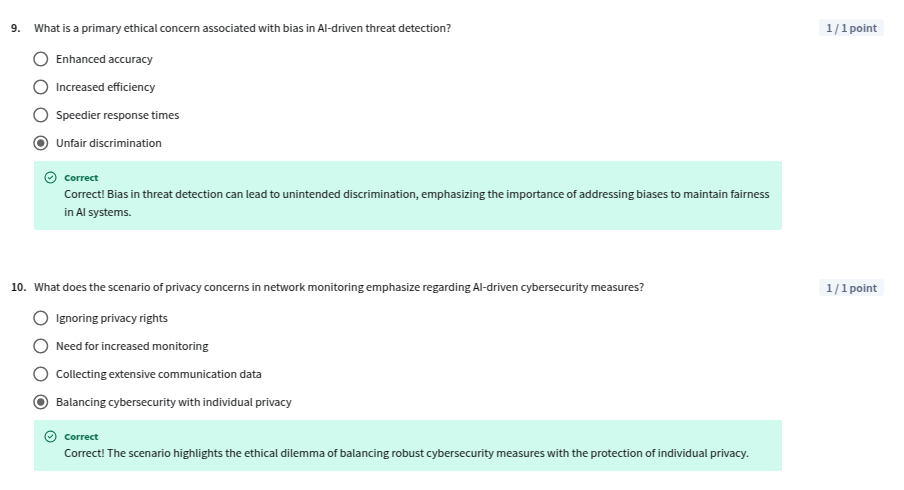 9. What is a primary ethical concern associated with bias in AI-driven threat detection? 1 / 1 point
Enhanced accuracy
Increased efficiency
Speedier response times
Unfair discrimination
Correct
Correct! Bias in threat detection can lead to unintended discrimination, emphasizing the importance of addressing biases to maintain fairness
in AI systems.
10. What does the scenario of privacy concerns in network monitoring emphasize regarding AI-driven cybersecurity measures? 1 / 1 point
Ignoring privacy rights
Need for increased monitoring
Collecting extensive communication data
Balancing cybersecurity with individual privacy
Correct
Correct! The scenario highlights the ethical dilemma of balancing robust cybersecurity measures with the protection of individual privacy.